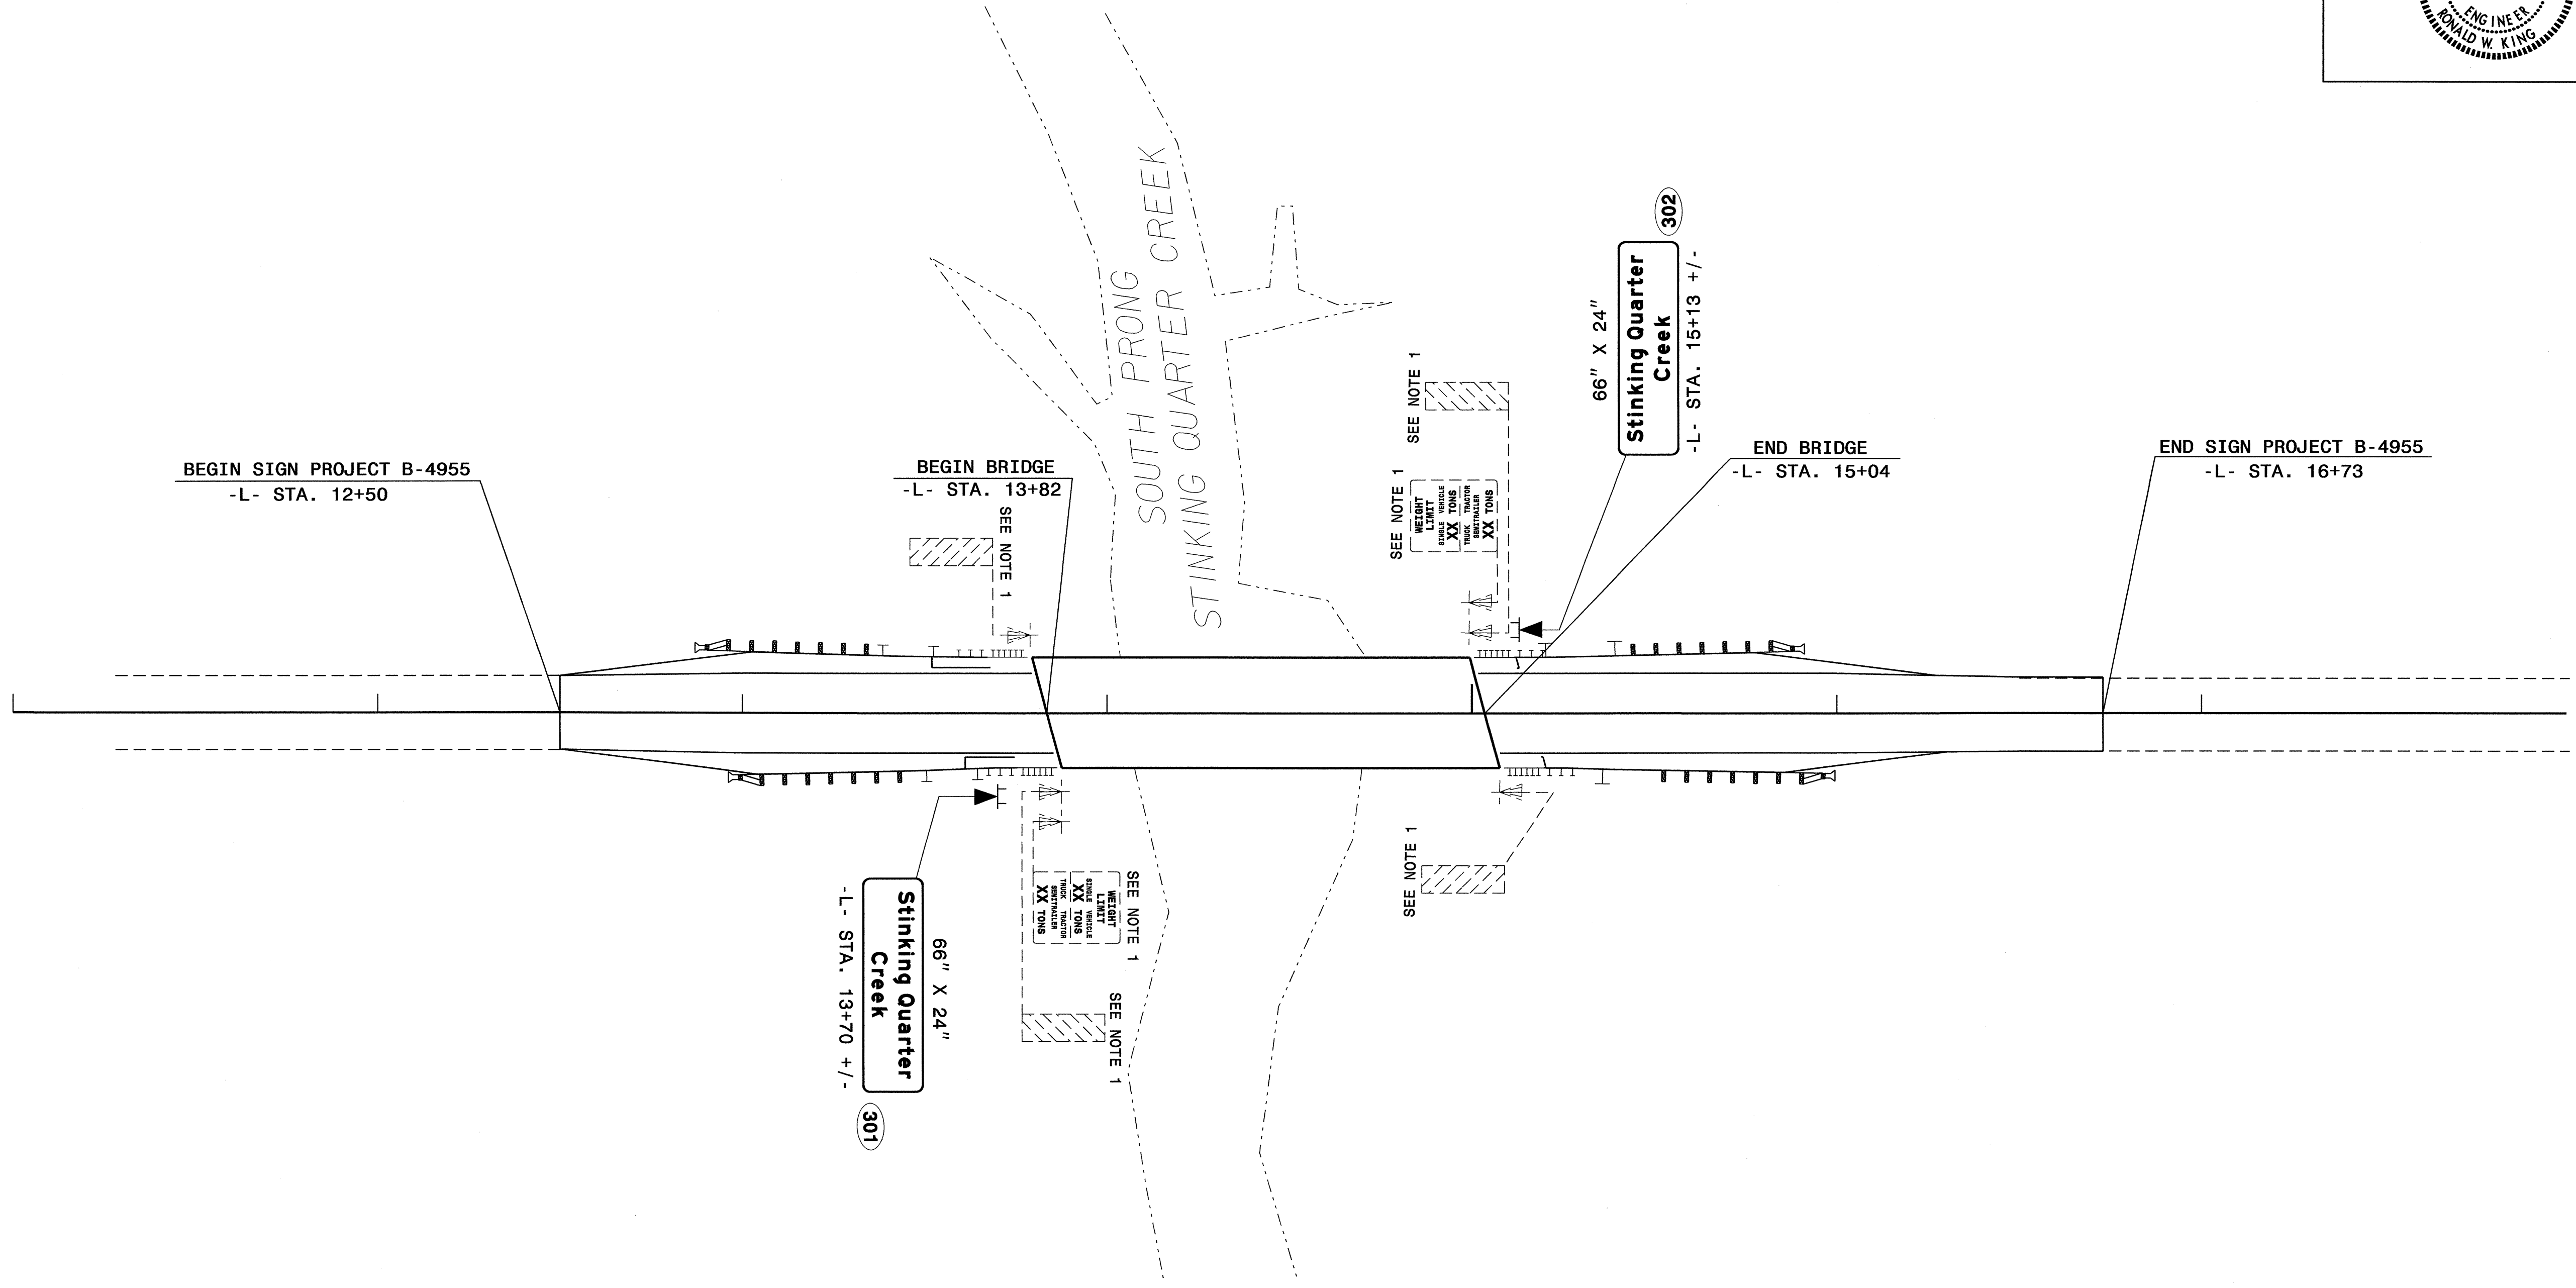 ENGINEER
RONALD W. KING
SOUTH PRONG
STINKING QUARTER CREEK
302
66" X 24"
Stinking Quarter
Creek
-L- STA. 15+13 +/-
SEE NOTE 1
SEE NOTE 1
WEIGHT
LIMIT
SINGLE VEHICLE
XX TONS
TRUCK TRACTOR
SEMITRAILER
XX TONS
BEGIN SIGN PROJECT B-4955
-L- STA. 12+50
BEGIN BRIDGE
-L- STA. 13+82
SEE NOTE 1
END BRIDGE
-L- STA. 15+04
END SIGN PROJECT B-4955
-L- STA. 16+73
SEE NOTE 1
WEIGHT
LIMIT
SINGLE VEHICLE
XX TONS
TRUCK TRACTOR
SEMITRAILER
XX TONS
SEE NOTE 1
66" X 24"
Stinking Quarter
Creek
-L- STA. 13+70 +/-
301
SEE NOTE 1